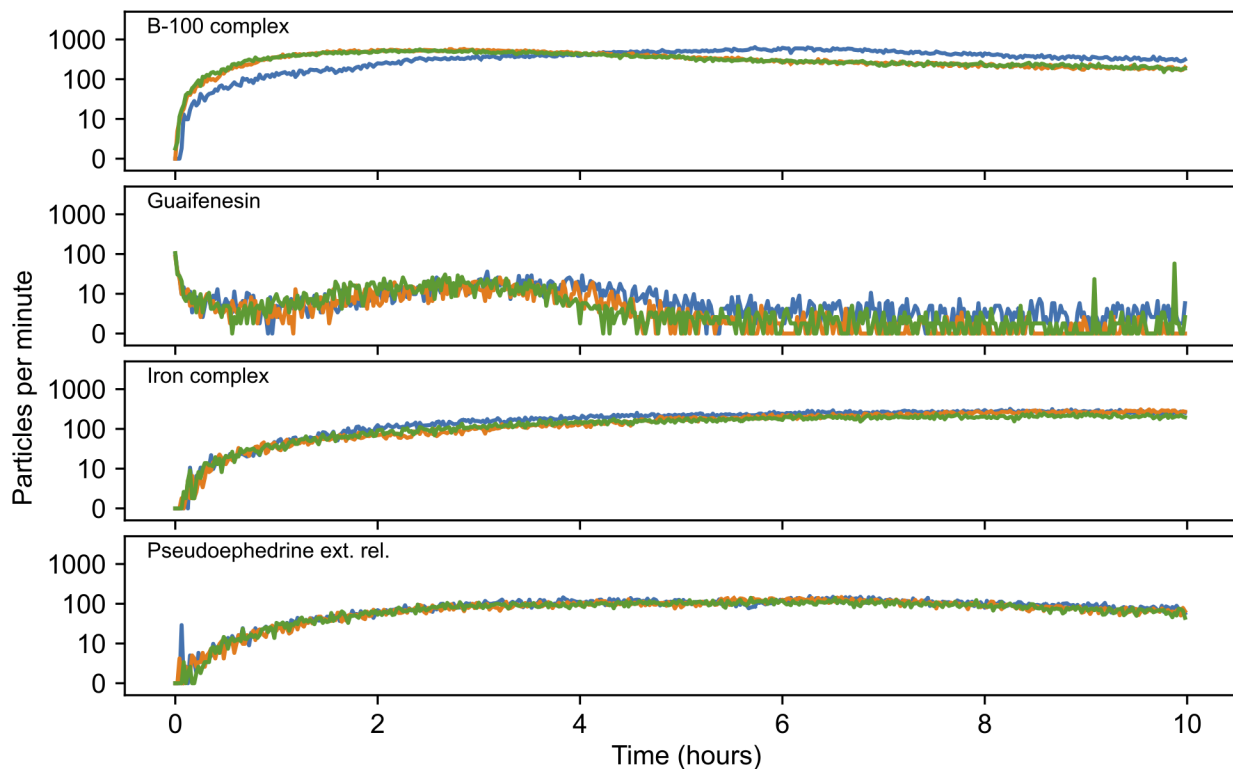 B-100 complex
1000
100
10
0
Guaifenesin
1000
100
10
0
Iron complex
1000
100
10
0
Pseudoephedrine ext. rel.
1000
100
10
0
0 2 4 6 8 10
Time (hours)
Particles per minute